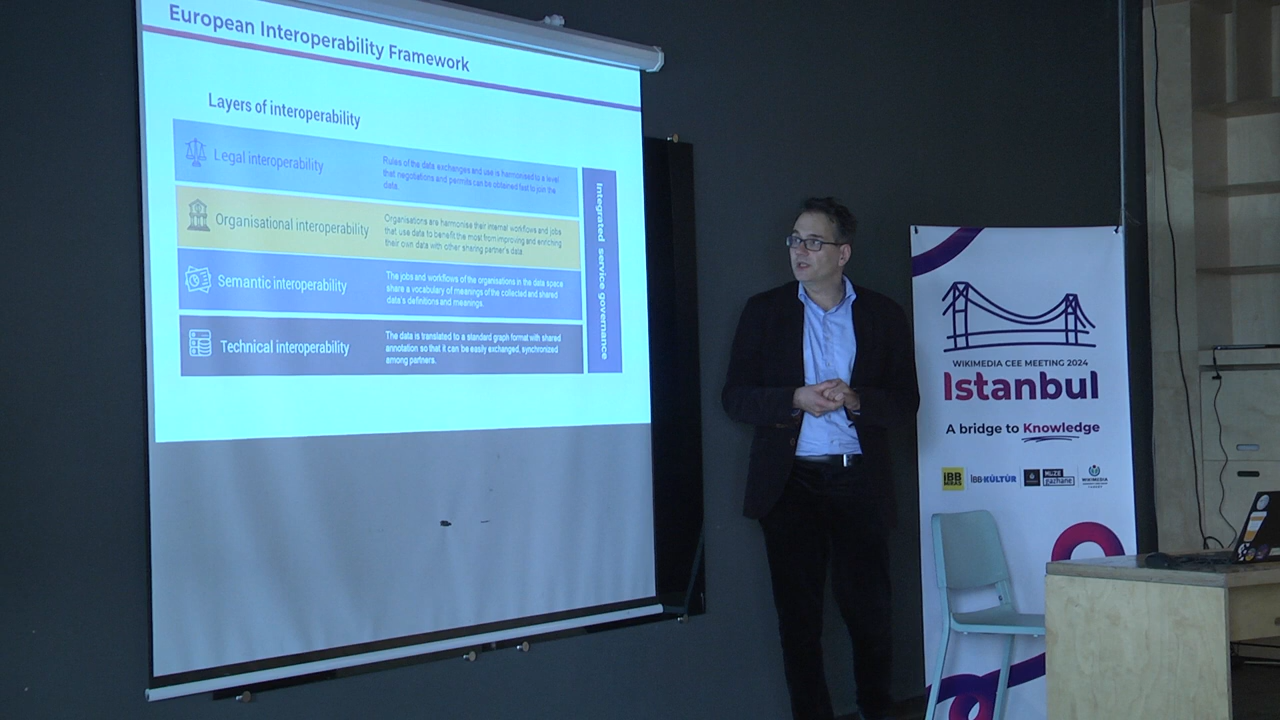 European Interoperability Framework
Layers of interoperability
Legal interoperability
Rules of the data exchanges and use is harmonised to a level
that negotiations and permits can be obtained fast to join the
data.
Organisational interoperability
Organisations are harmonise their internal workflows and jobs
that use data to benefit the most from improving and enriching
their own data with other sharing partner's data
Semantic interoperability
The jobs and workflows of the organisations in the data space
share a vocabulary of meanings of the collected and shared
data's definitions and meanings.
Technical interoperability
The data is translated to a standard graph format with shared
annotation so that it can be easily exchanged, synchronized
among partners.
Integrated service governance
WIKIMEDIA CEE MEETING 2024
Istanbul
A bridge to Knowledge
İBB
MİRAS
İBB KÜLTÜR
MÜZE
gazhane
WIKIMEDIA